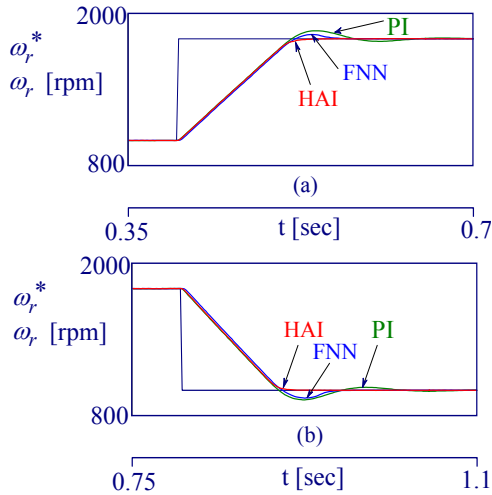 2000
PI
ωr*
FNN
ωr [rpm]
HAI
800
(a)
0.35
t [sec]
0.7
2000
ωr*
HAI
PI
ωr [rpm]
FNN
800
(b)
0.75
t [sec]
1.1